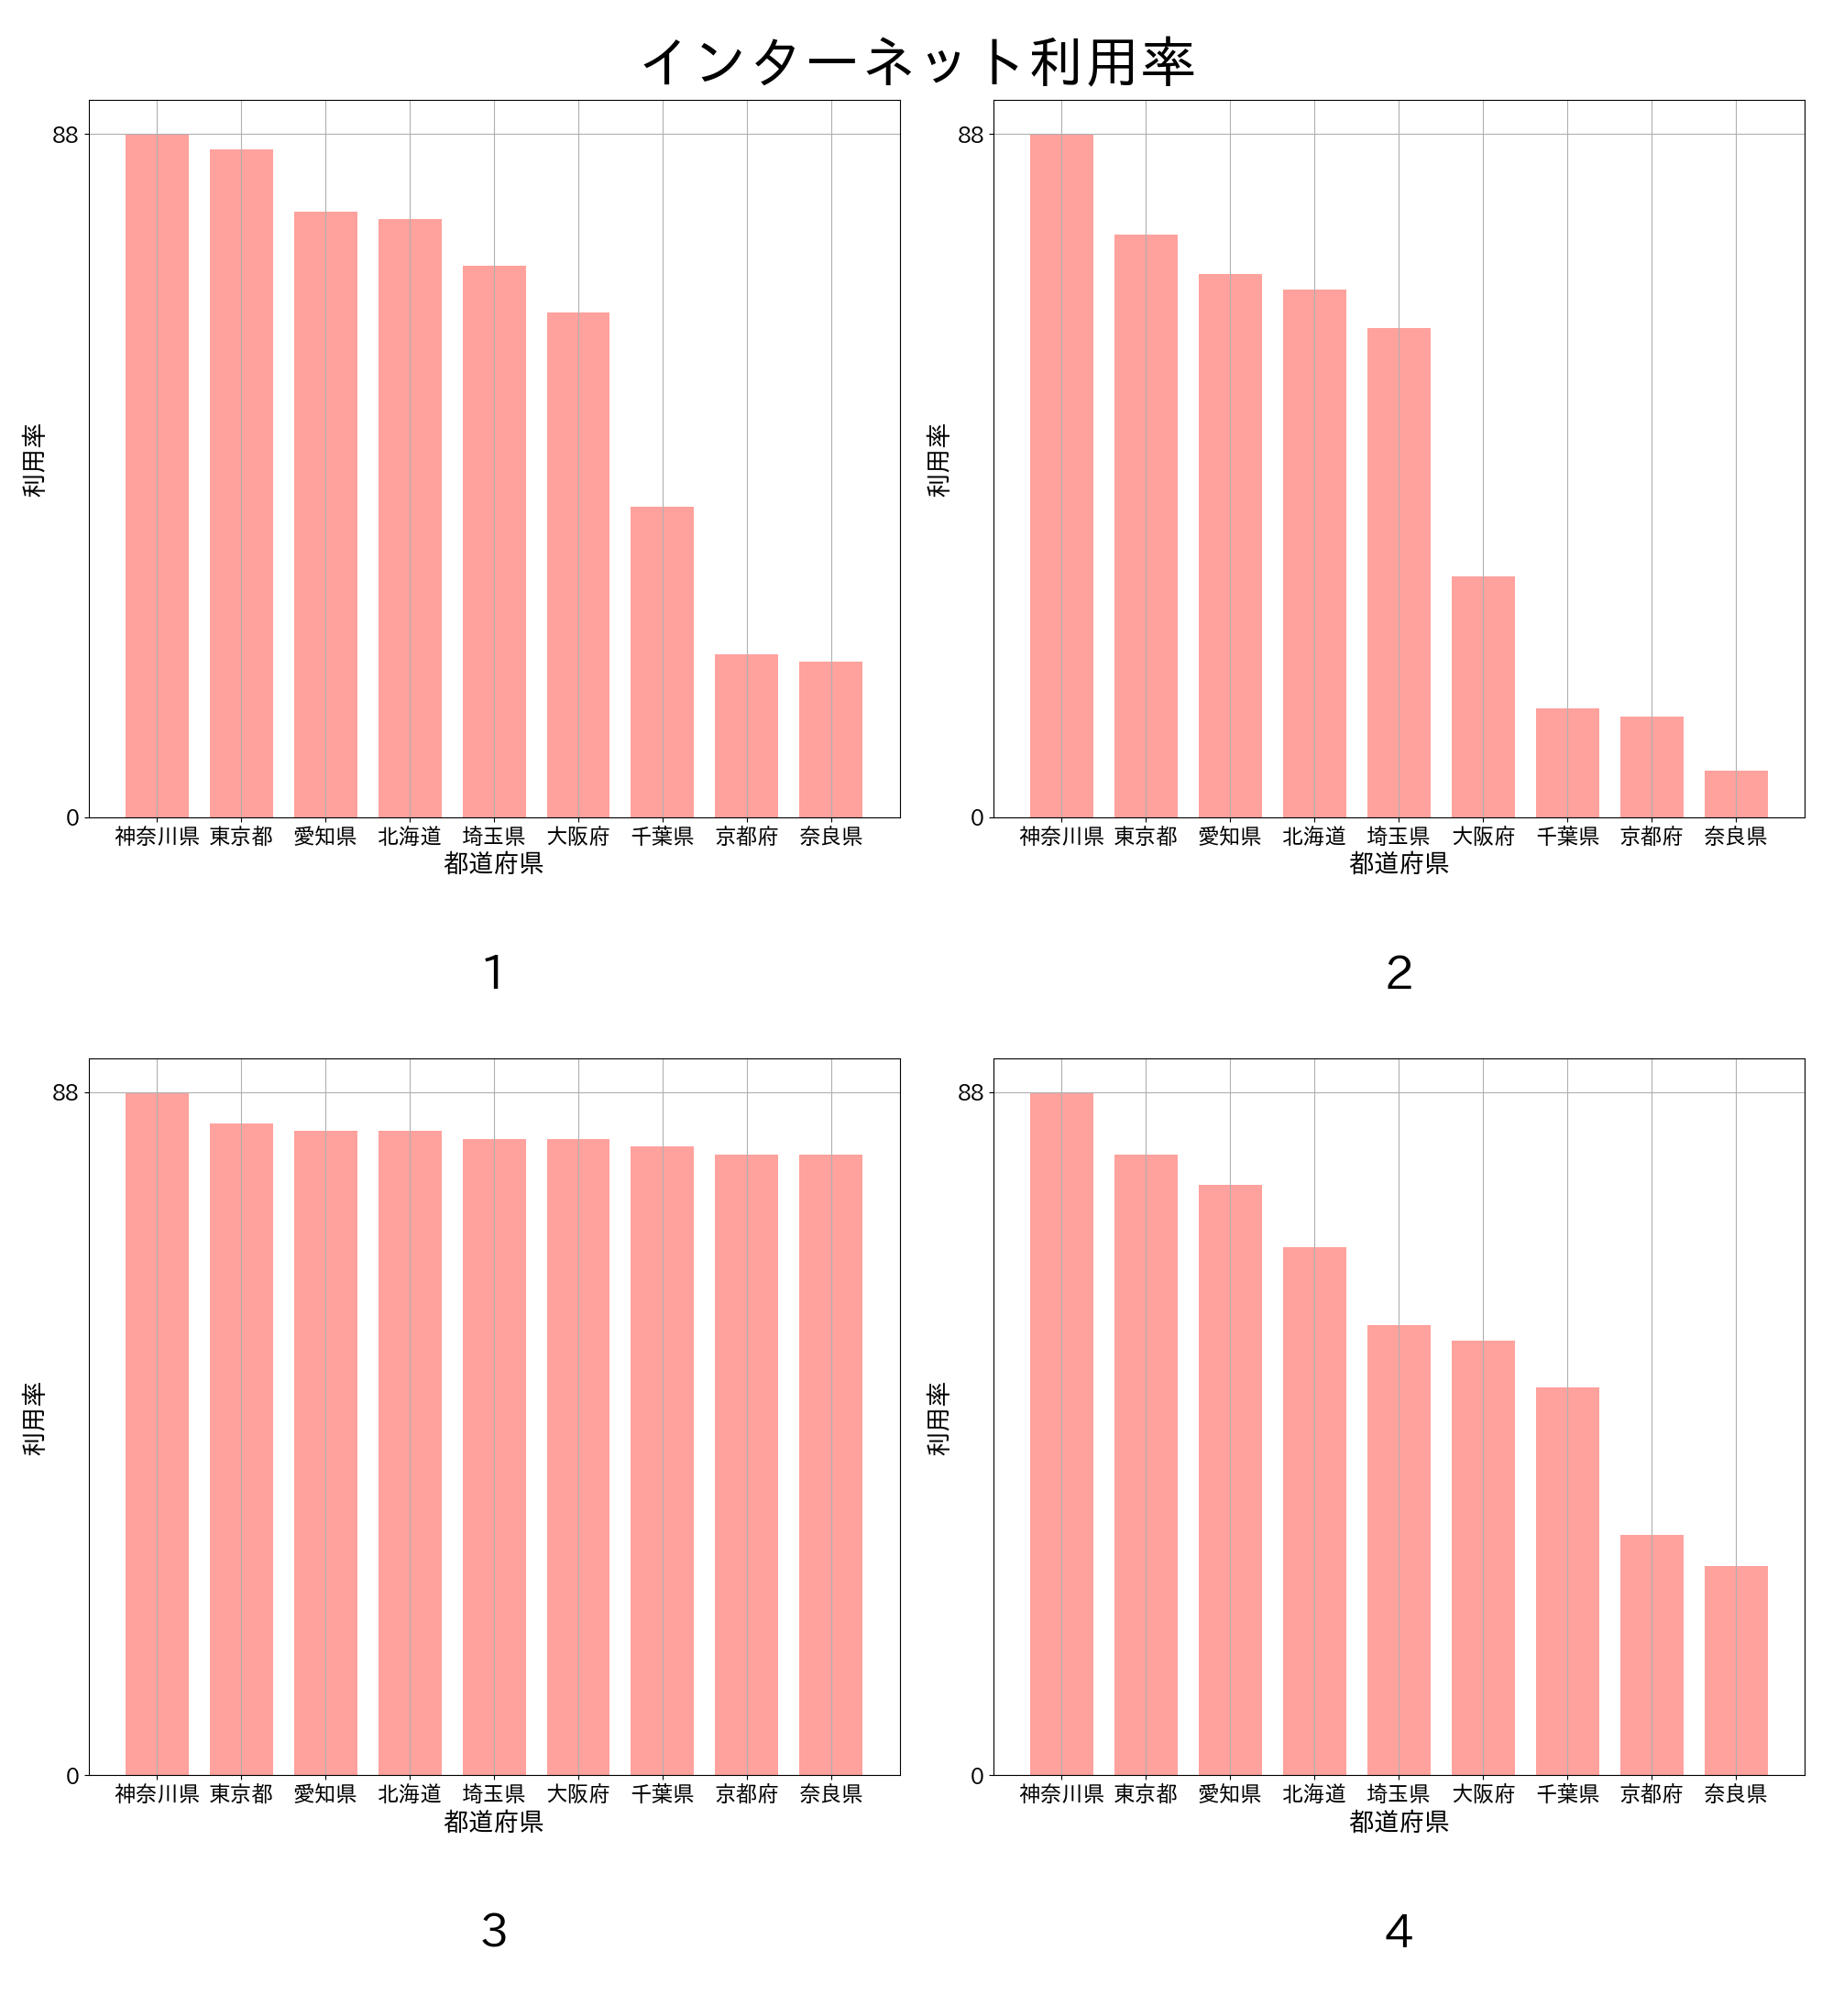 インターネット利用率
88
0
利用率
神奈川県 東京都 愛知県 北海道 埼玉県 大阪府 千葉県 京都府 奈良県
都道府県
1
88
0
利用率
神奈川県 東京都 愛知県 北海道 埼玉県 大阪府 千葉県 京都府 奈良県
都道府県
2
88
0
利用率
神奈川県 東京都 愛知県 北海道 埼玉県 大阪府 千葉県 京都府 奈良県
都道府県
3
88
0
利用率
神奈川県 東京都 愛知県 北海道 埼玉県 大阪府 千葉県 京都府 奈良県
都道府県
4